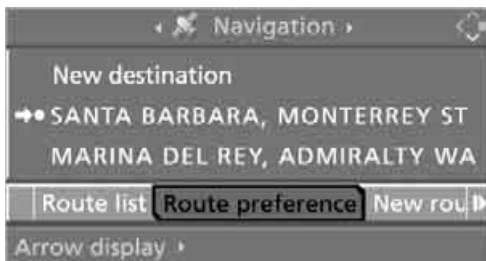 Navigation
New destination
SANTA BARBARA, MONTERREY ST
MARINA DEL REY, ADMIRALTY WA
Route list Route preference New rou
Arrow display